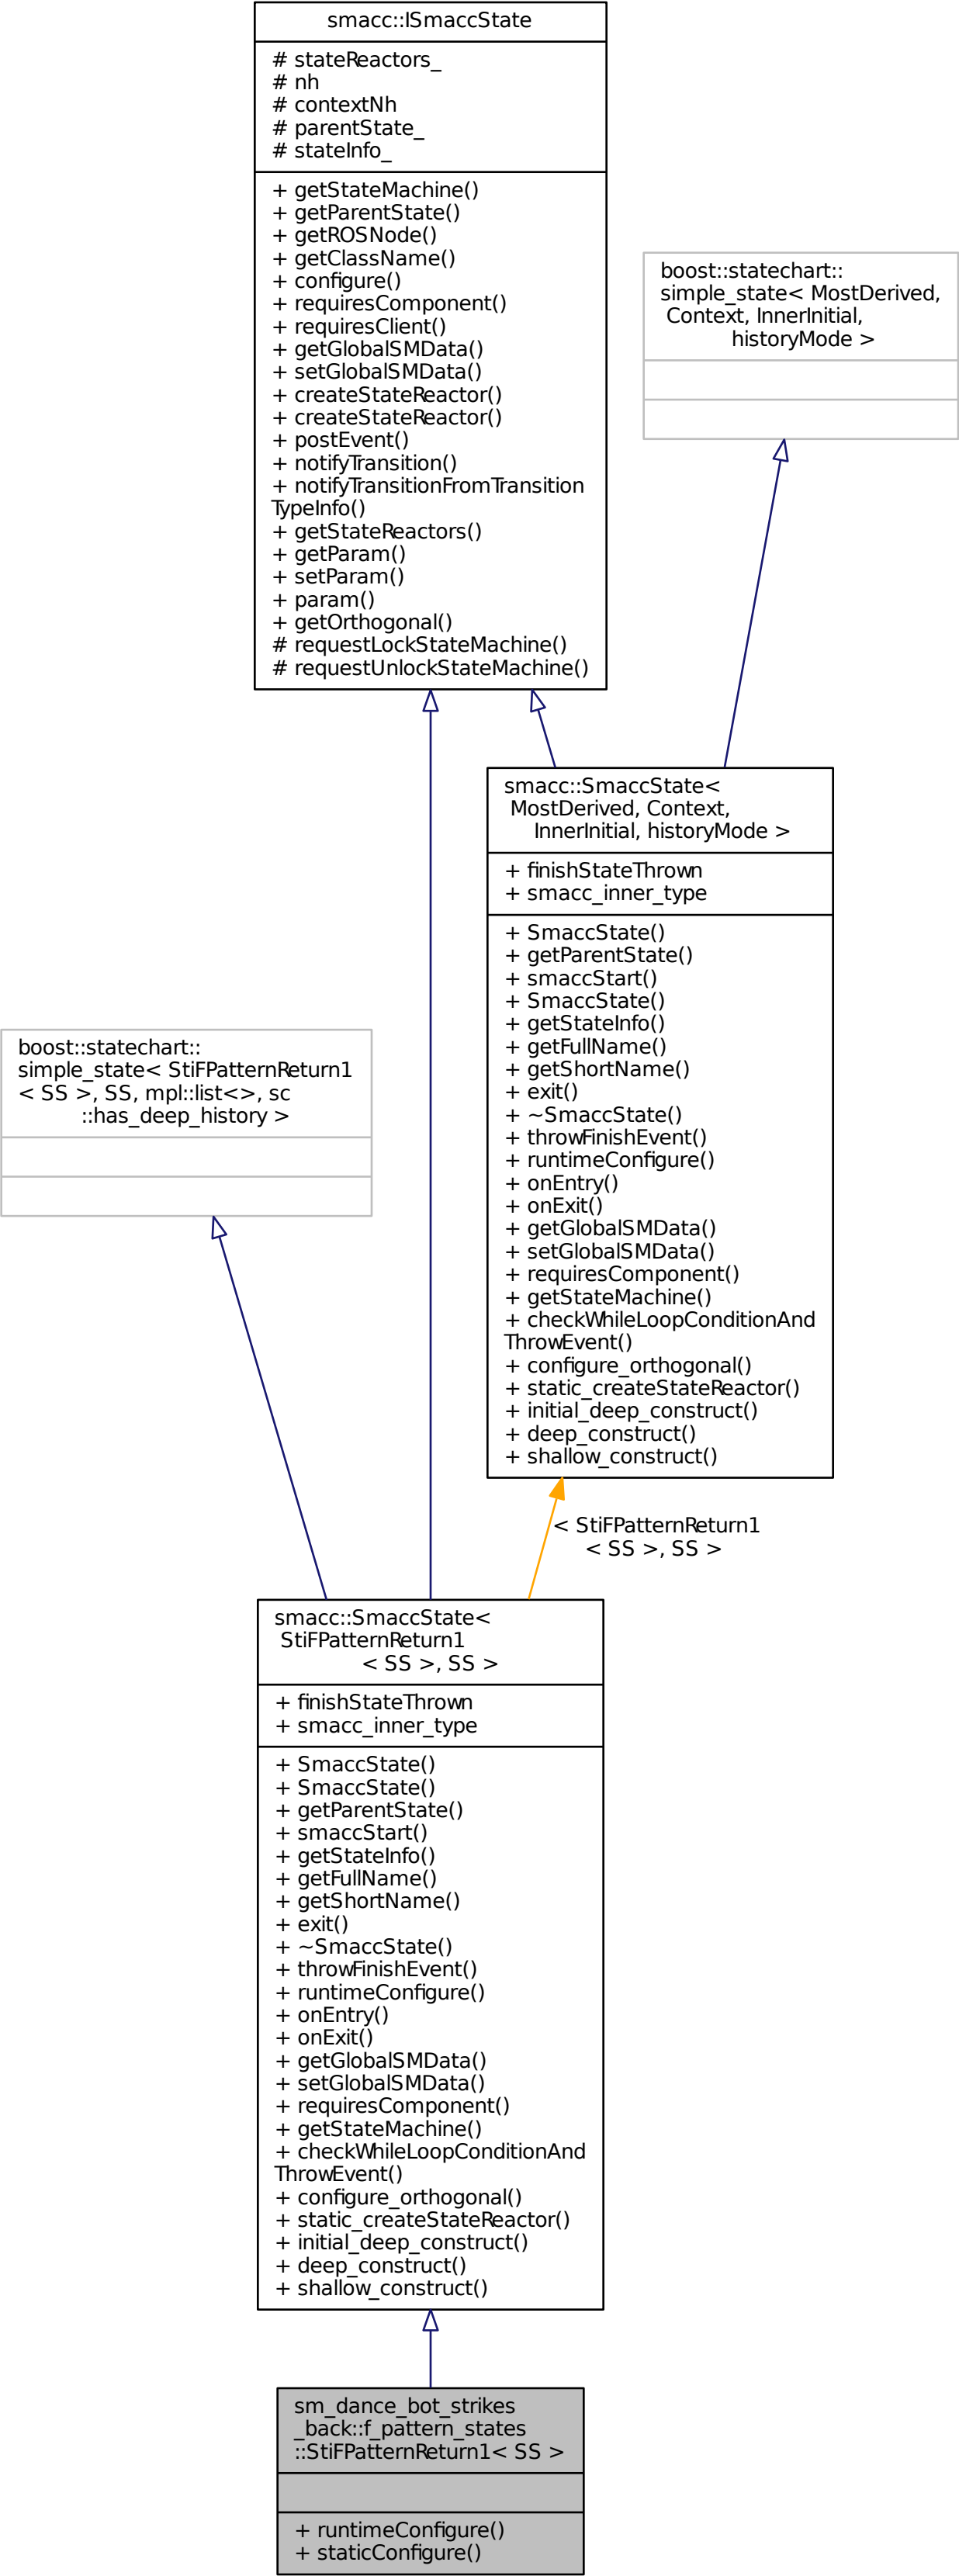 smacc::ISmaccState
# stateReactors_
# nh
# contextNh
# parentState_
# stateInfo_
+ getStateMachine()
+ getParentState()
+ getROSNode()
+ getClassName()
+ configure()
+ requiresComponent()
+ requiresClient()
+ getGlobalSMData()
+ setGlobalSMData()
+ createStateReactor()
+ createStateReactor()
+ postEvent()
+ notifyTransition()
+ notifyTransitionFromTransition
TypeInfo()
+ getStateReactors()
+ getParam()
+ setParam()
+ param()
+ getOrthogonal()
# requestLockStateMachine()
# requestUnlockStateMachine()
boost::statechart::
simple_state< MostDerived,
Context, InnerInitial,
historyMode >
smacc::SmaccState<
MostDerived, Context,
InnerInitial, historyMode >
+ finishStateThrown
+ smacc_inner_type
+ SmaccState()
+ getParentState()
+ smaccStart()
+ SmaccState()
+ getStateInfo()
+ getFullName()
+ getShortName()
+ exit()
+ ~SmaccState()
+ throwFinishEvent()
+ runtimeConfigure()
+ onEntry()
+ onExit()
+ getGlobalSMData()
+ setGlobalSMData()
+ requiresComponent()
+ getStateMachine()
+ checkWhileLoopConditionAnd
ThrowEvent()
+ configure_orthogonal()
+ static_createStateReactor()
+ initial_deep_construct()
+ deep_construct()
+ shallow_construct()
boost::statechart::
simple_state< StiFPatternReturn1
< SS >, SS, mpl::list<>, sc
::has_deep_history >
< StiFPatternReturn1
< SS >, SS >
smacc::SmaccState<
StiFPatternReturn1
< SS >, SS >
+ finishStateThrown
+ smacc_inner_type
+ SmaccState()
+ SmaccState()
+ getParentState()
+ smaccStart()
+ getStateInfo()
+ getFullName()
+ getShortName()
+ exit()
+ ~SmaccState()
+ throwFinishEvent()
+ runtimeConfigure()
+ onEntry()
+ onExit()
+ getGlobalSMData()
+ setGlobalSMData()
+ requiresComponent()
+ getStateMachine()
+ checkWhileLoopConditionAnd
ThrowEvent()
+ configure_orthogonal()
+ static_createStateReactor()
+ initial_deep_construct()
+ deep_construct()
+ shallow_construct()
sm_dance_bot_strikes
_back::f_pattern_states
::StiFPatternReturn1< SS >
+ runtimeConfigure()
+ staticConfigure()